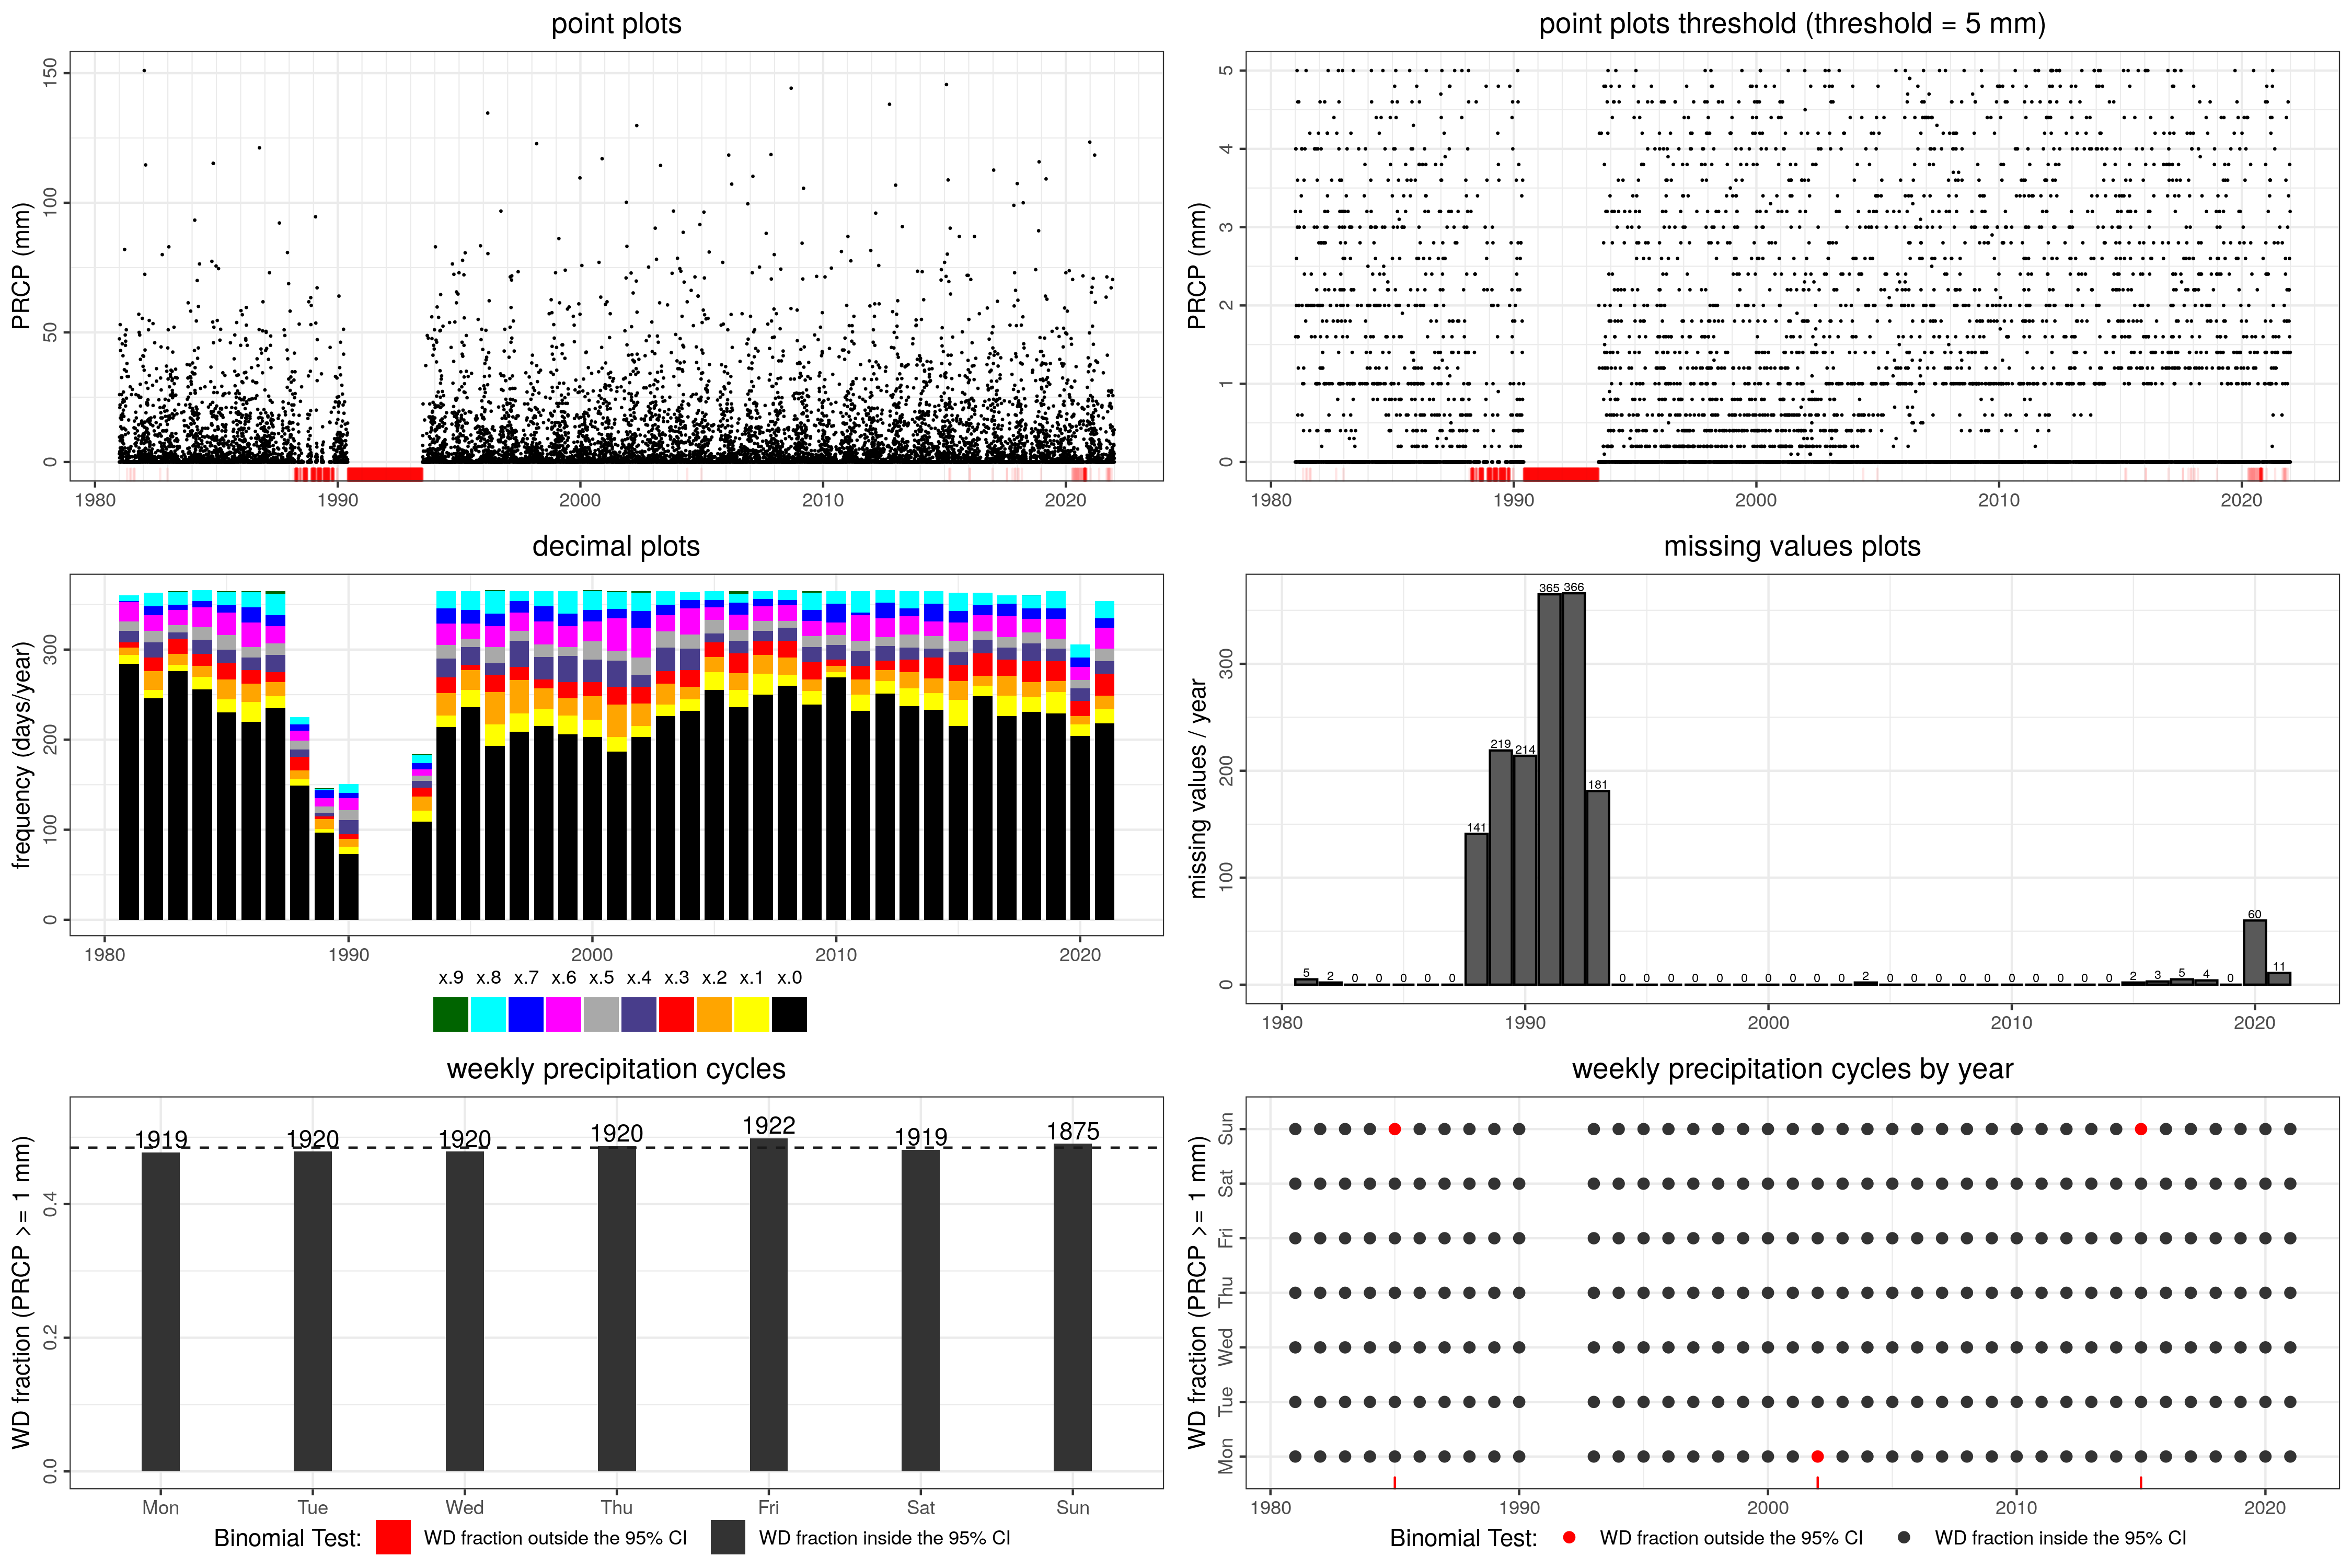 point plots
PRCP (mm)
150
100
50
0
1980 1990 2000 2010 2020
point plots threshold (threshold = 5 mm)
PRCP (mm)
5
4
3
2
1
0
1980 1990 2000 2010 2020
decimal plots
frequency (days/year)
300
200
100
0
1980 1990 2000 2010 2020
x.9 x.8 x.7 x.6 x.5 x.4 x.3 x.2 x.1 x.0
missing values plots
missing values / year
300
200
100
0
5 2 0 0 0 0 0 141 219 214 365 366 181 0 0 0 0 0 0 0 0 0 0 2 0 0 0 0 0 0 0 0 0 0 2 3 5 4 0 60 11
1980 1990 2000 2010 2020
weekly precipitation cycles
WD fraction (PRCP >= 1 mm)
0.4
0.2
0.0
1919 1920 1920 1920 1922 1919 1875
Mon Tue Wed Thu Fri Sat Sun
Binomial Test: WD fraction outside the 95% CI WD fraction inside the 95% CI
weekly precipitation cycles by year
WD fraction (PRCP >= 1 mm)
Sun
Sat
Fri
Thu
Wed
Tue
Mon
1980 1990 2000 2010 2020
Binomial Test: WD fraction outside the 95% CI WD fraction inside the 95% CI